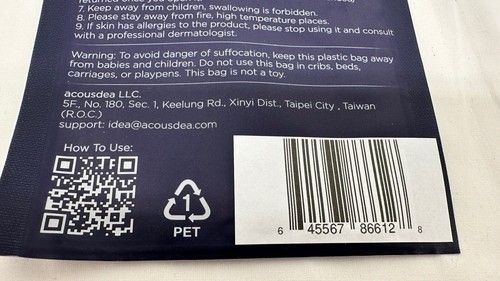 7. Keep away from children, swallowing is forbidden.
8. Please stay away from fire, high temperature places.
9. If skin has allergies to the product, please stop using it and consult
with a professional dermatologist.
Warning: To avoid danger of suffocation, keep this plastic bag away
from babies and children. Do not use this bag in cribs, beds,
carriages, or playpens. This bag is not a toy.
acousdea LLC.
5F., No. 180, Sec. 1, Keelung Rd., Xinyi Dist., Taipei City , Taiwan
(R.O.C.)
support: idea@acousdea.com
How To Use:
1
PET
6 45567 86612 8